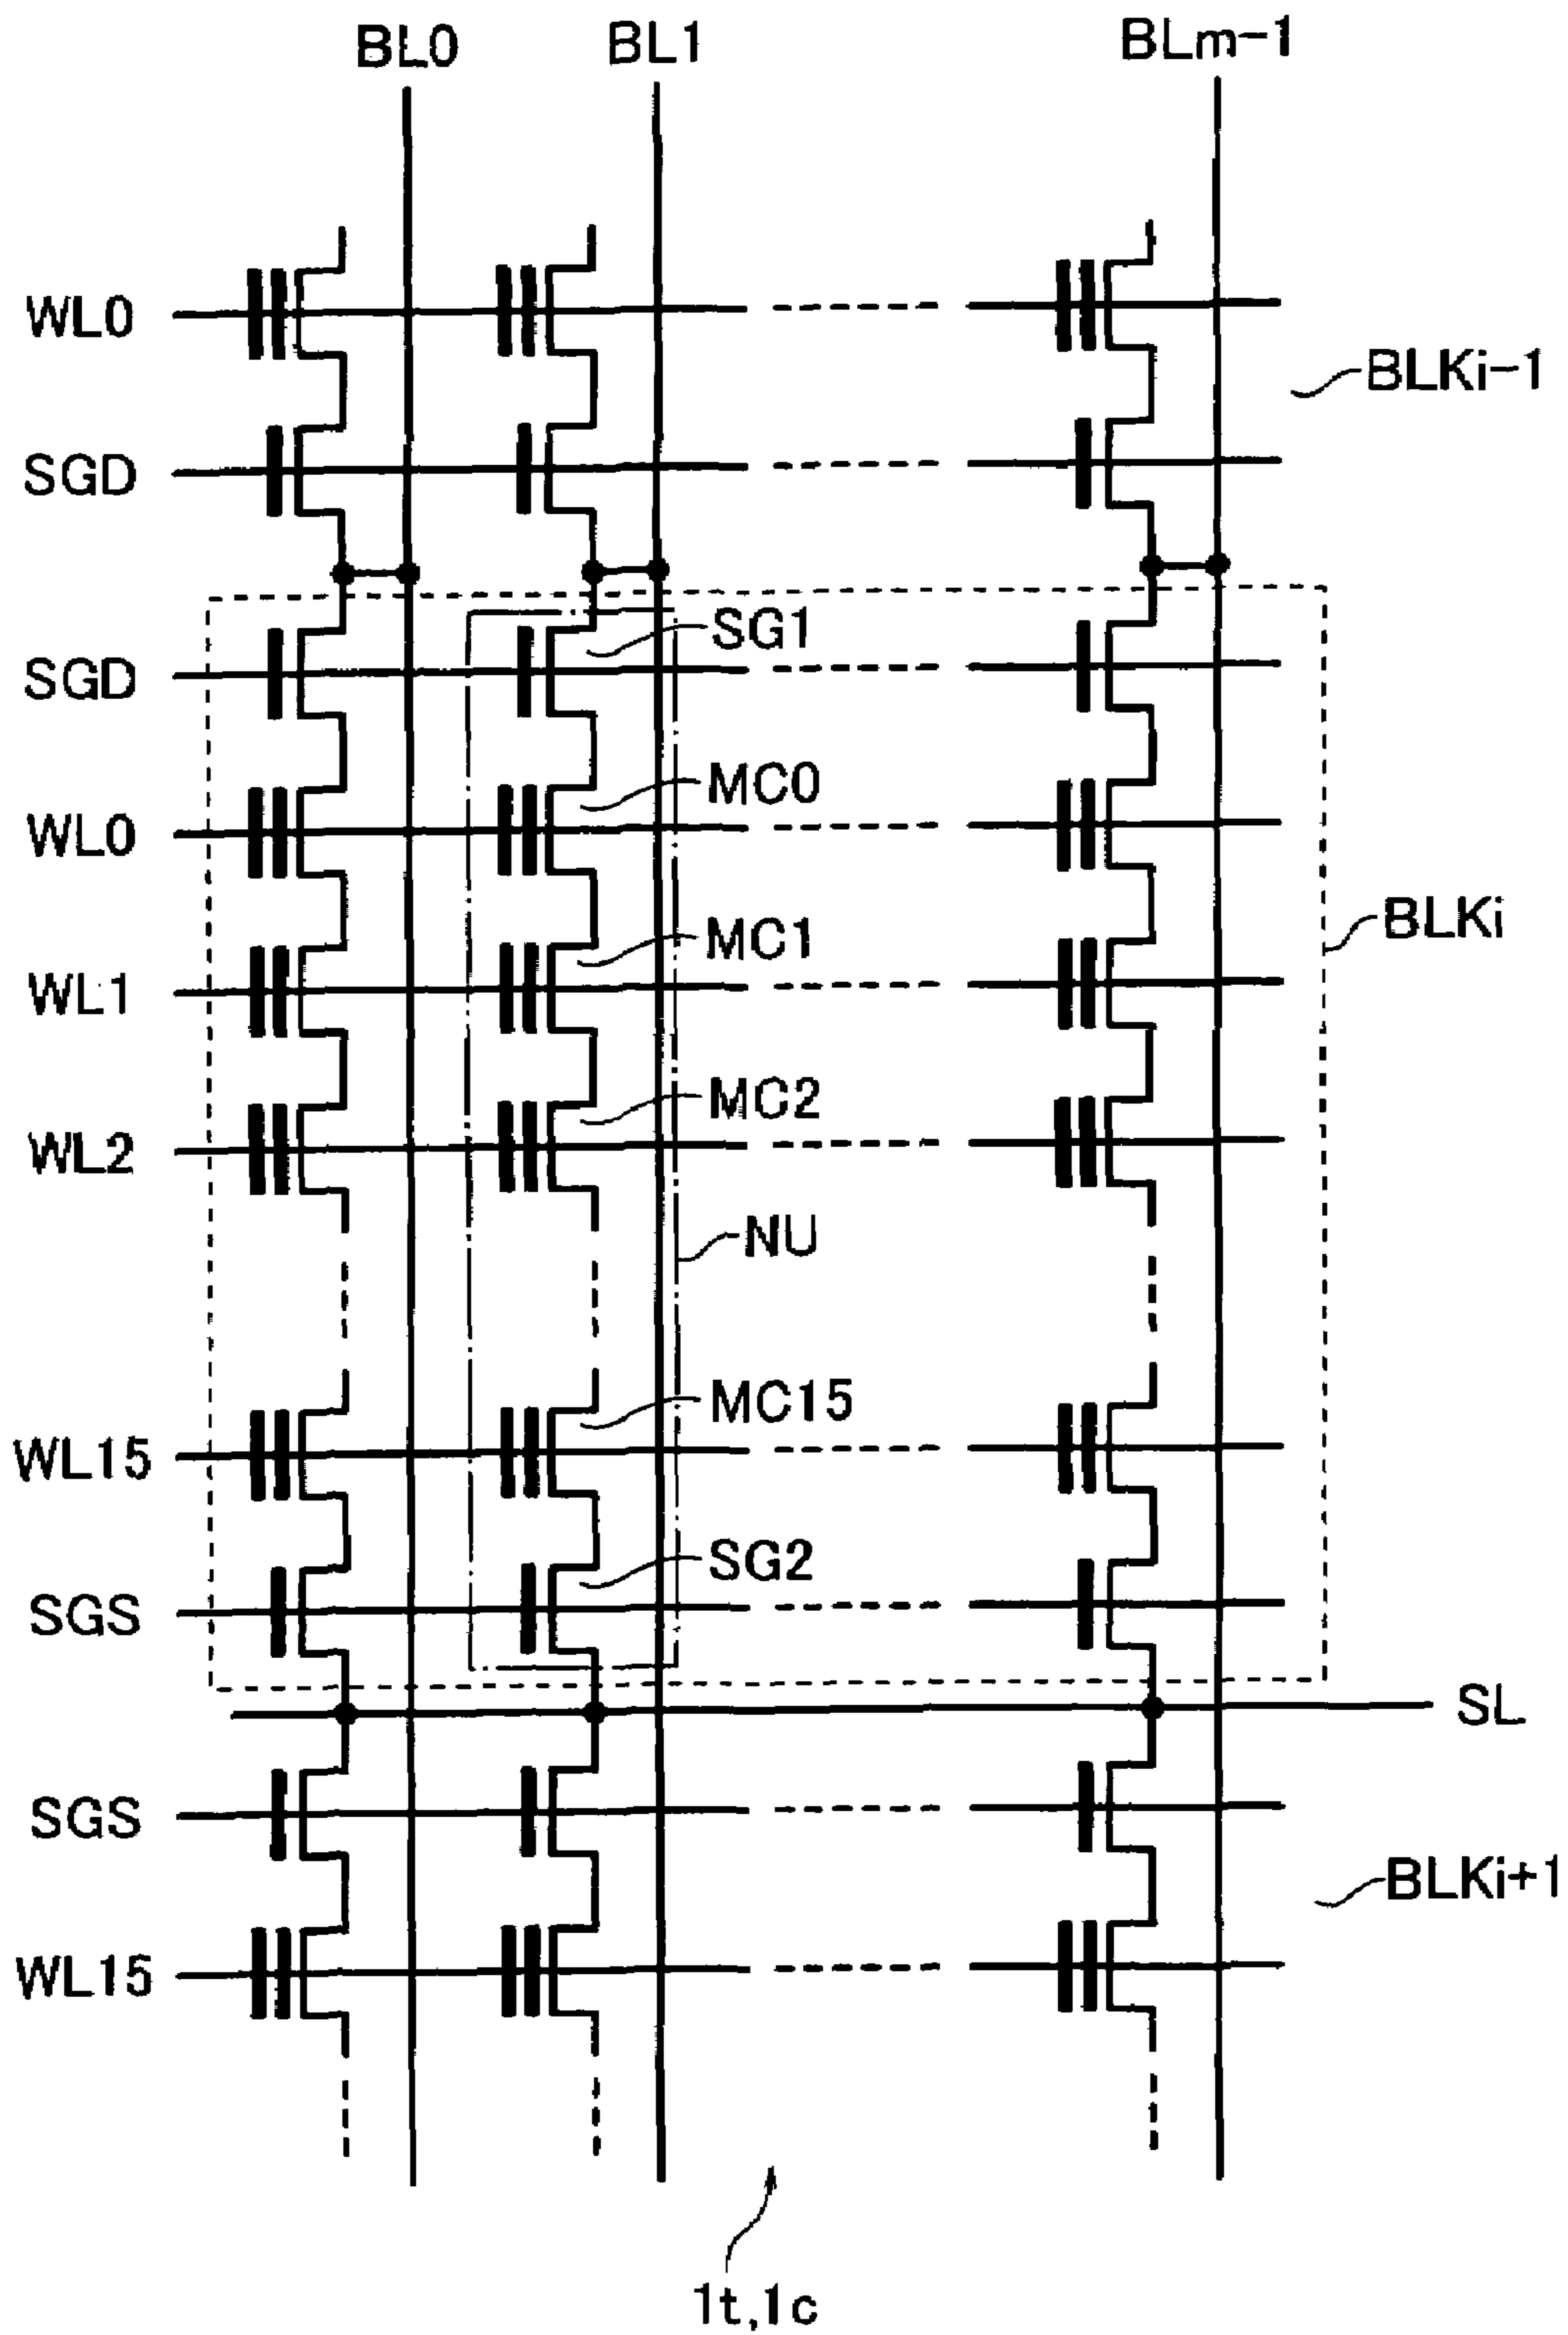 BL0 BL1 BLm-1
WL0
BLKi-1
SGD
SG1
SGD
MC0
WL0
BLKi
MC1
WL1
MC2
WL2
NU
MC15
WL15
SG2
SGS
SL
SGS
BLKi+1
WL15
1t,1c